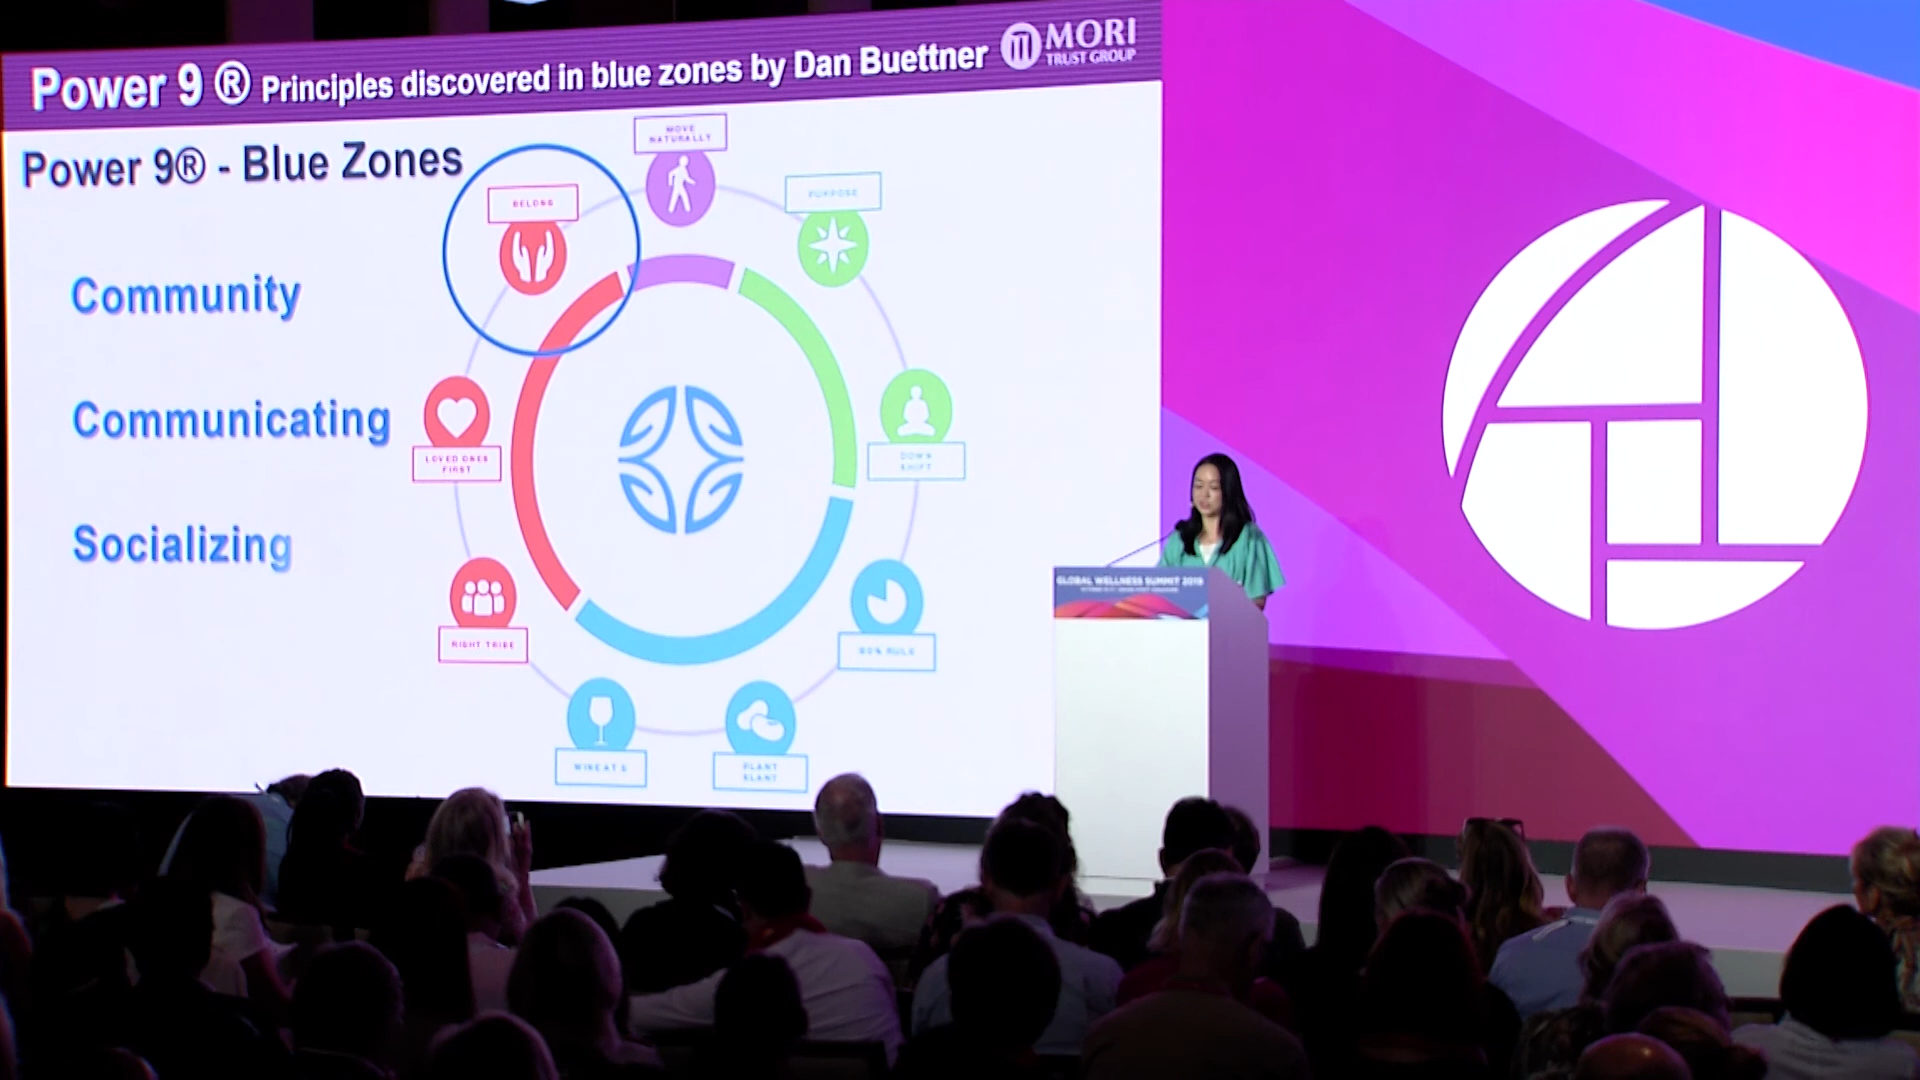 Power 9 ® Principles discovered in blue zones by Dan Buettner
MORI
TRUST GROUP
Power 9® - Blue Zones
MOVE
NATURALLY
PURPOSE
BELONG
Community
Communicating
Socializing
LOVED ONES
FIRST
DOWN
SHIFT
RIGHT TRIBE
80% RULE
WINE AT 5
PLANT
SLANT
GLOBAL WELLNESS SUMMIT 2019